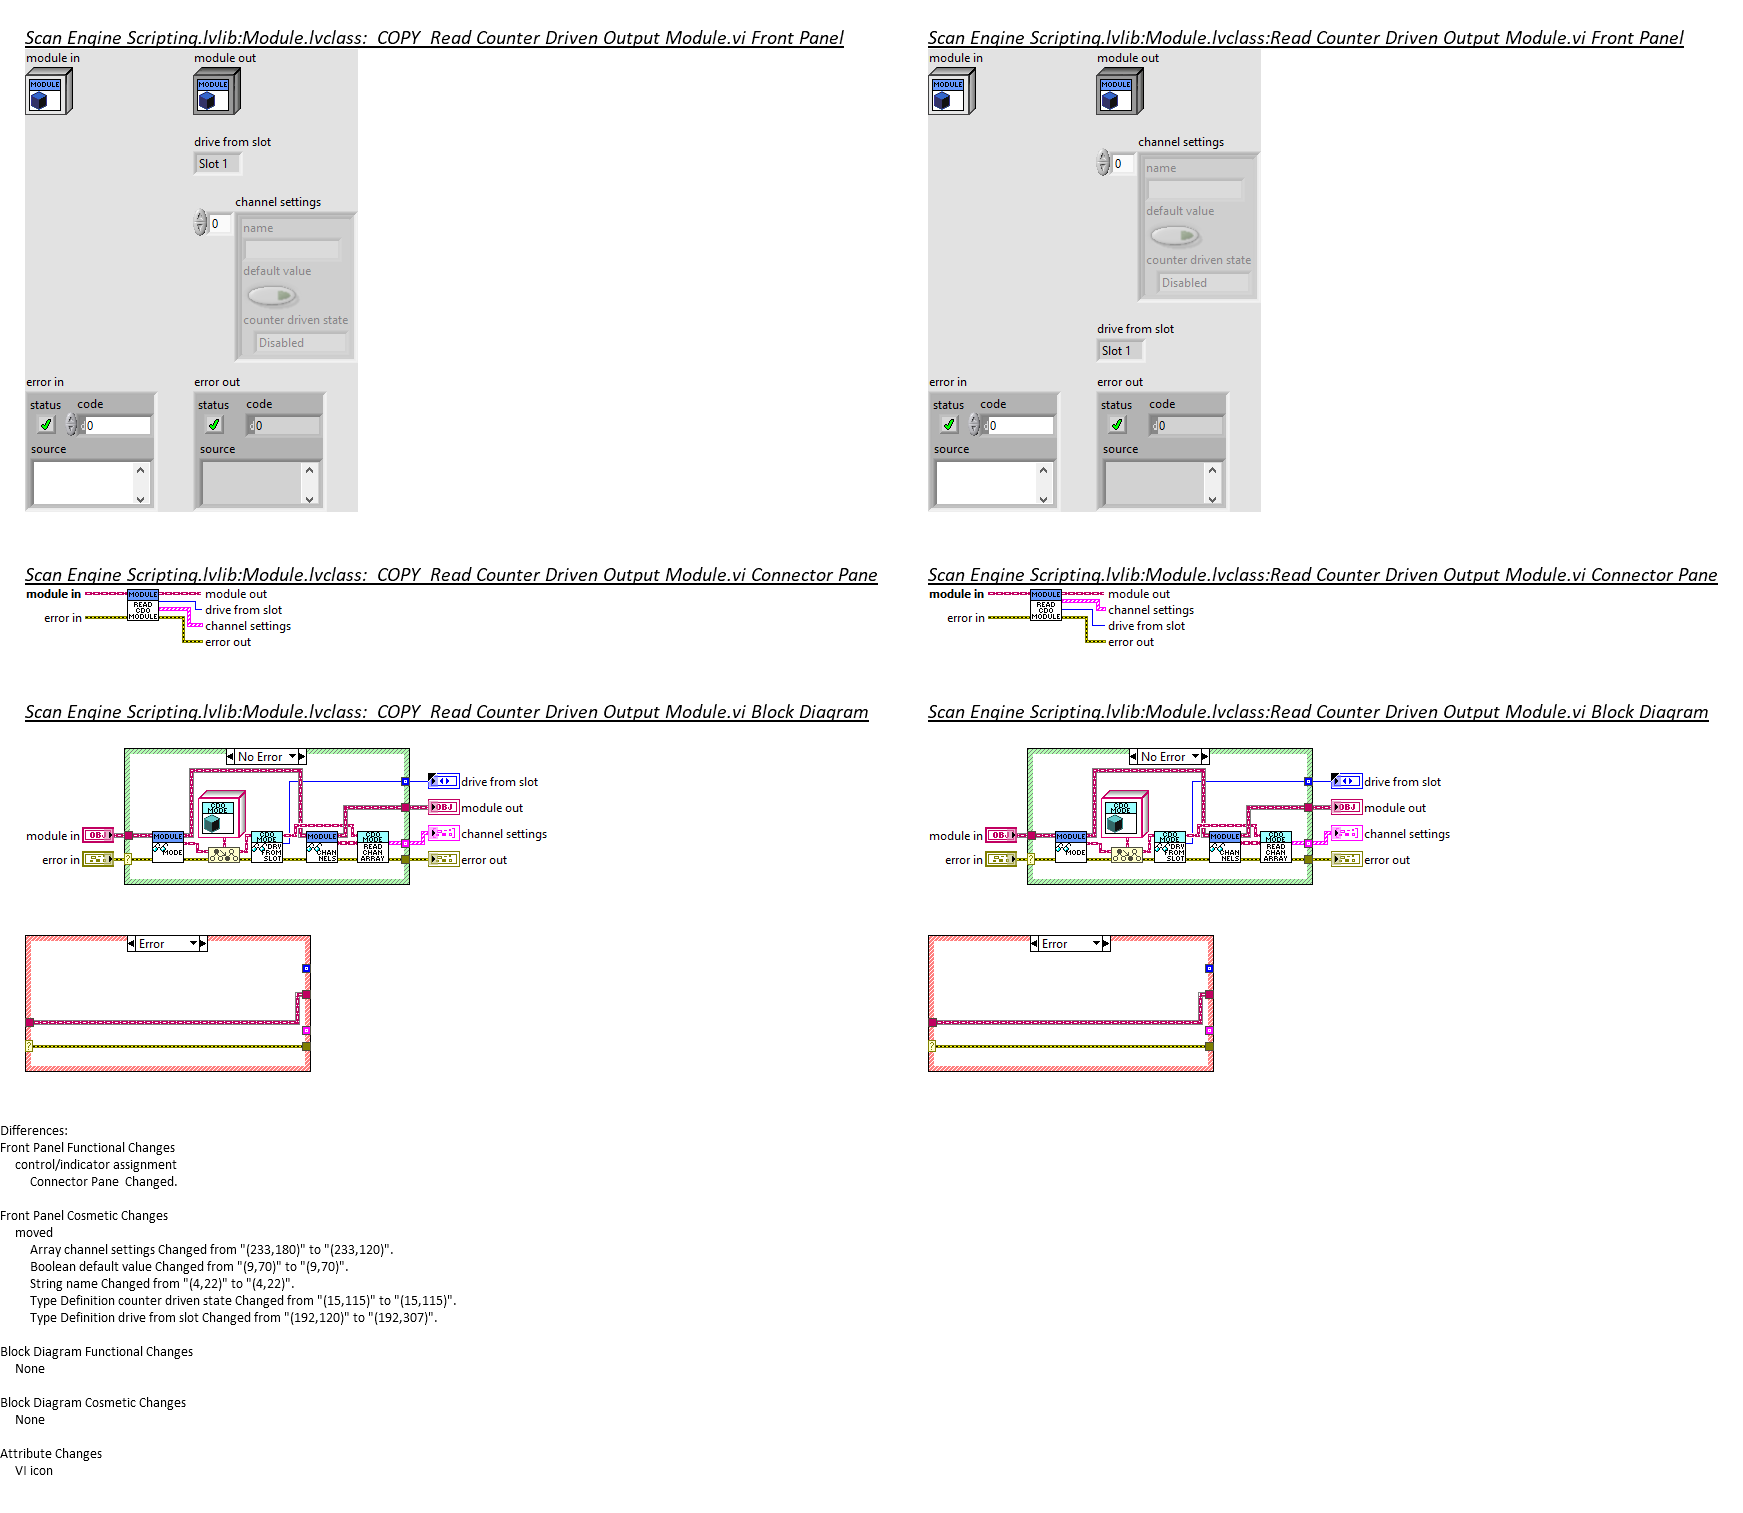 Scan Engine Scripting.lvlib:Module.lvclass:  COPY  Read Counter Driven Output Module.vi Front Panel
module in
module out
MODULE
MODULE
drive from slot
Slot 1
channel settings
0
name
default value
counter driven state
Disabled
error in
error out
status
code
status
code
0
0
source
source
Scan Engine Scripting.lvlib:Module.lvclass:Read Counter Driven Output Module.vi Front Panel
module in
module out
MODULE
MODULE
channel settings
0
name
default value
counter driven state
Disabled
drive from slot
Slot 1
error in
error out
status
code
status
code
0
0
source
source
Scan Engine Scripting.lvlib:Module.lvclass:  COPY  Read Counter Driven Output Module.vi Connector Pane
module in
error in
MODULE
READ
CDO
MODULE
module out
drive from slot
channel settings
error out
Scan Engine Scripting.lvlib:Module.lvclass:Read Counter Driven Output Module.vi Connector Pane
module in
error in
MODULE
READ
CDO
MODULE
module out
channel settings
drive from slot
error out
Scan Engine Scripting.lvlib:Module.lvclass:  COPY  Read Counter Driven Output Module.vi Block Diagram
No Error
module in
OBJ
error in
MODULE
MODE
CDO
MODE
CDO
MODE
DRV
FROM
SLOT
MODULE
CHAN
NELS
CDO
MODE
READ
CHAN
ARRAY
drive from slot
OBJ
module out
channel settings
error out
Error
Scan Engine Scripting.lvlib:Module.lvclass:Read Counter Driven Output Module.vi Block Diagram
No Error
module in
OBJ
error in
MODULE
MODE
CDO
MODE
CDO
MODE
DRV
FROM
SLOT
MODULE
CHAN
NELS
CDO
MODE
READ
CHAN
ARRAY
drive from slot
OBJ
module out
channel settings
error out
Error
Differences:
Front Panel Functional Changes
control/indicator assignment
Connector Pane  Changed.
Front Panel Cosmetic Changes
moved
Array channel settings Changed from "(233,180)" to "(233,120)".
Boolean default value Changed from "(9,70)" to "(9,70)".
String name Changed from "(4,22)" to "(4,22)".
Type Definition counter driven state Changed from "(15,115)" to "(15,115)".
Type Definition drive from slot Changed from "(192,120)" to "(192,307)".
Block Diagram Functional Changes
None
Block Diagram Cosmetic Changes
None
Attribute Changes
VI icon